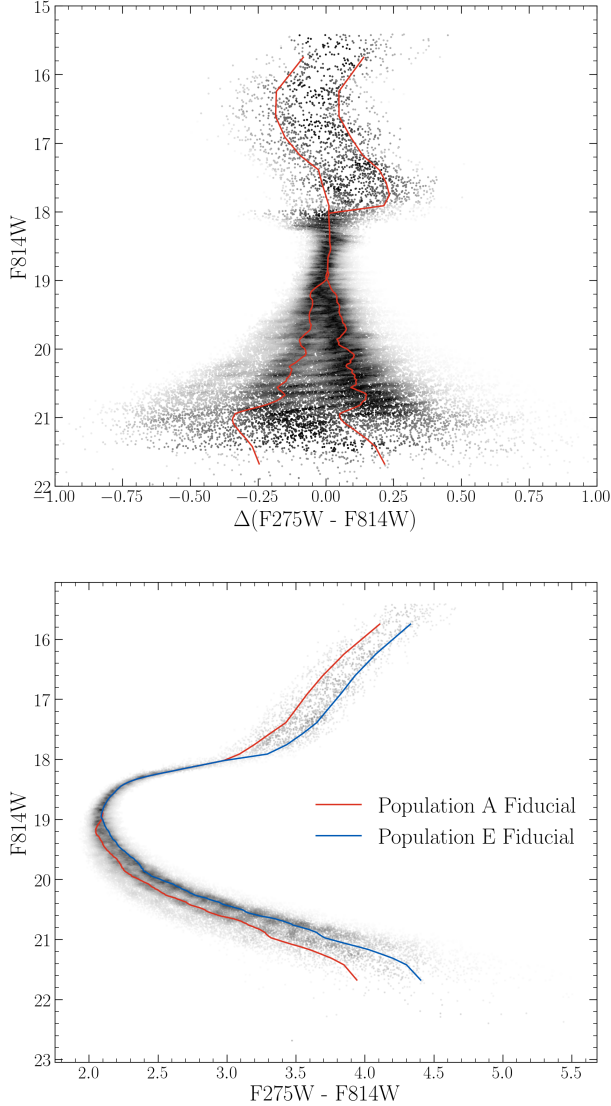 15
16
17
18
19
20
21
22
F814W
−1.00 −0.75 −0.50 −0.25 0.00 0.25 0.50 0.75 1.00
Δ(F275W - F814W)
16
17
18
19
20
21
22
23
F814W
Population A Fiducial
Population E Fiducial
2.0 2.5 3.0 3.5 4.0 4.5 5.0 5.5
F275W - F814W